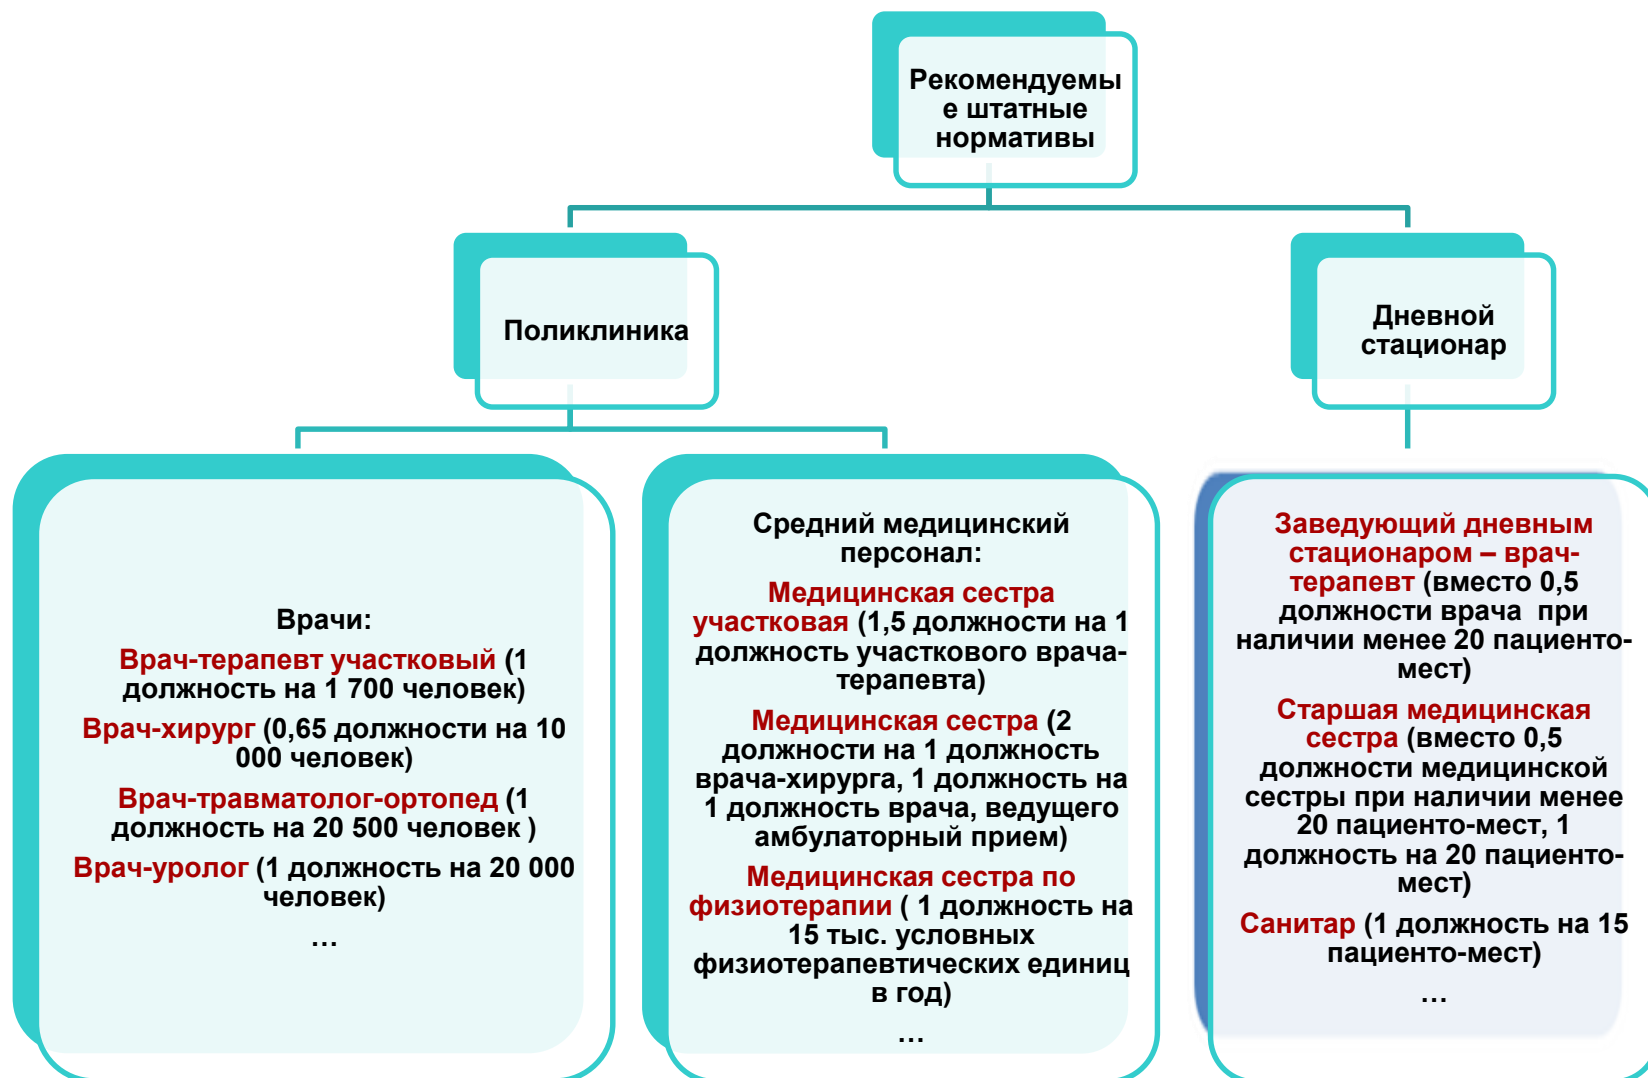 Рекомендуемы
е штатные
нормативы
Поликлиника
Дневной
стационар
Врачи:
Врач-терапевт участковый (1
должность на 1 700 человек)
Врач-хирург (0,65 должности на 10
000 человек)
Врач-травматолог-ортопед (1
должность на 20 500 человек )
Врач-уролог (1 должность на 20 000
человек)
...
Средний медицинский
персонал:
Медицинская сестра
участковая (1,5 должности на 1
должность участкового врача-
терапевта)
Медицинская сестра (2
должности на 1 должность
врача-хирурга, 1 должность на
1 должность врача, ведущего
амбулаторный прием)
Медицинская сестра по
физиотерапии ( 1 должность на
15 тыс. условных
физиотерапевтических единиц
в год)
...
Заведующий дневным
стационаром – врач-
терапевт (вместо 0,5
должности врача  при
наличии менее 20 пациенто-
мест)
Старшая медицинская
сестра (вместо 0,5
должности медицинской
сестры при наличии менее
20 пациенто-мест, 1
должность на 20 пациенто-
мест)
Санитар (1 должность на 15
пациенто-мест)
...